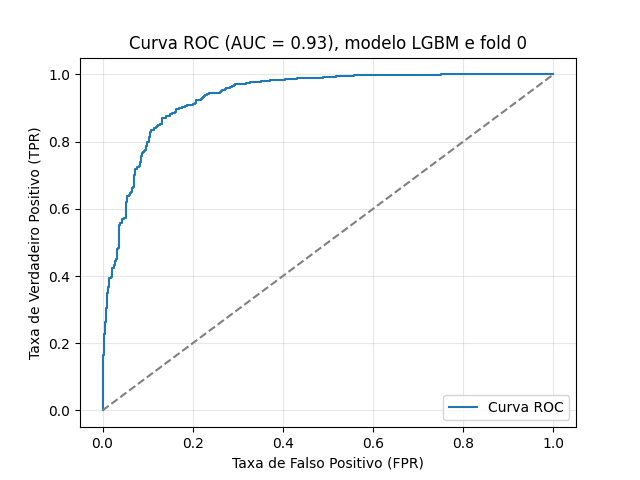 Curva ROC (AUC = 0.93), modelo LGBM e fold 0
Taxa de Verdadeiro Positivo (TPR)
1.0
0.8
0.6
0.4
0.2
0.0
Curva ROC
0.0 0.2 0.4 0.6 0.8 1.0
Taxa de Falso Positivo (FPR)